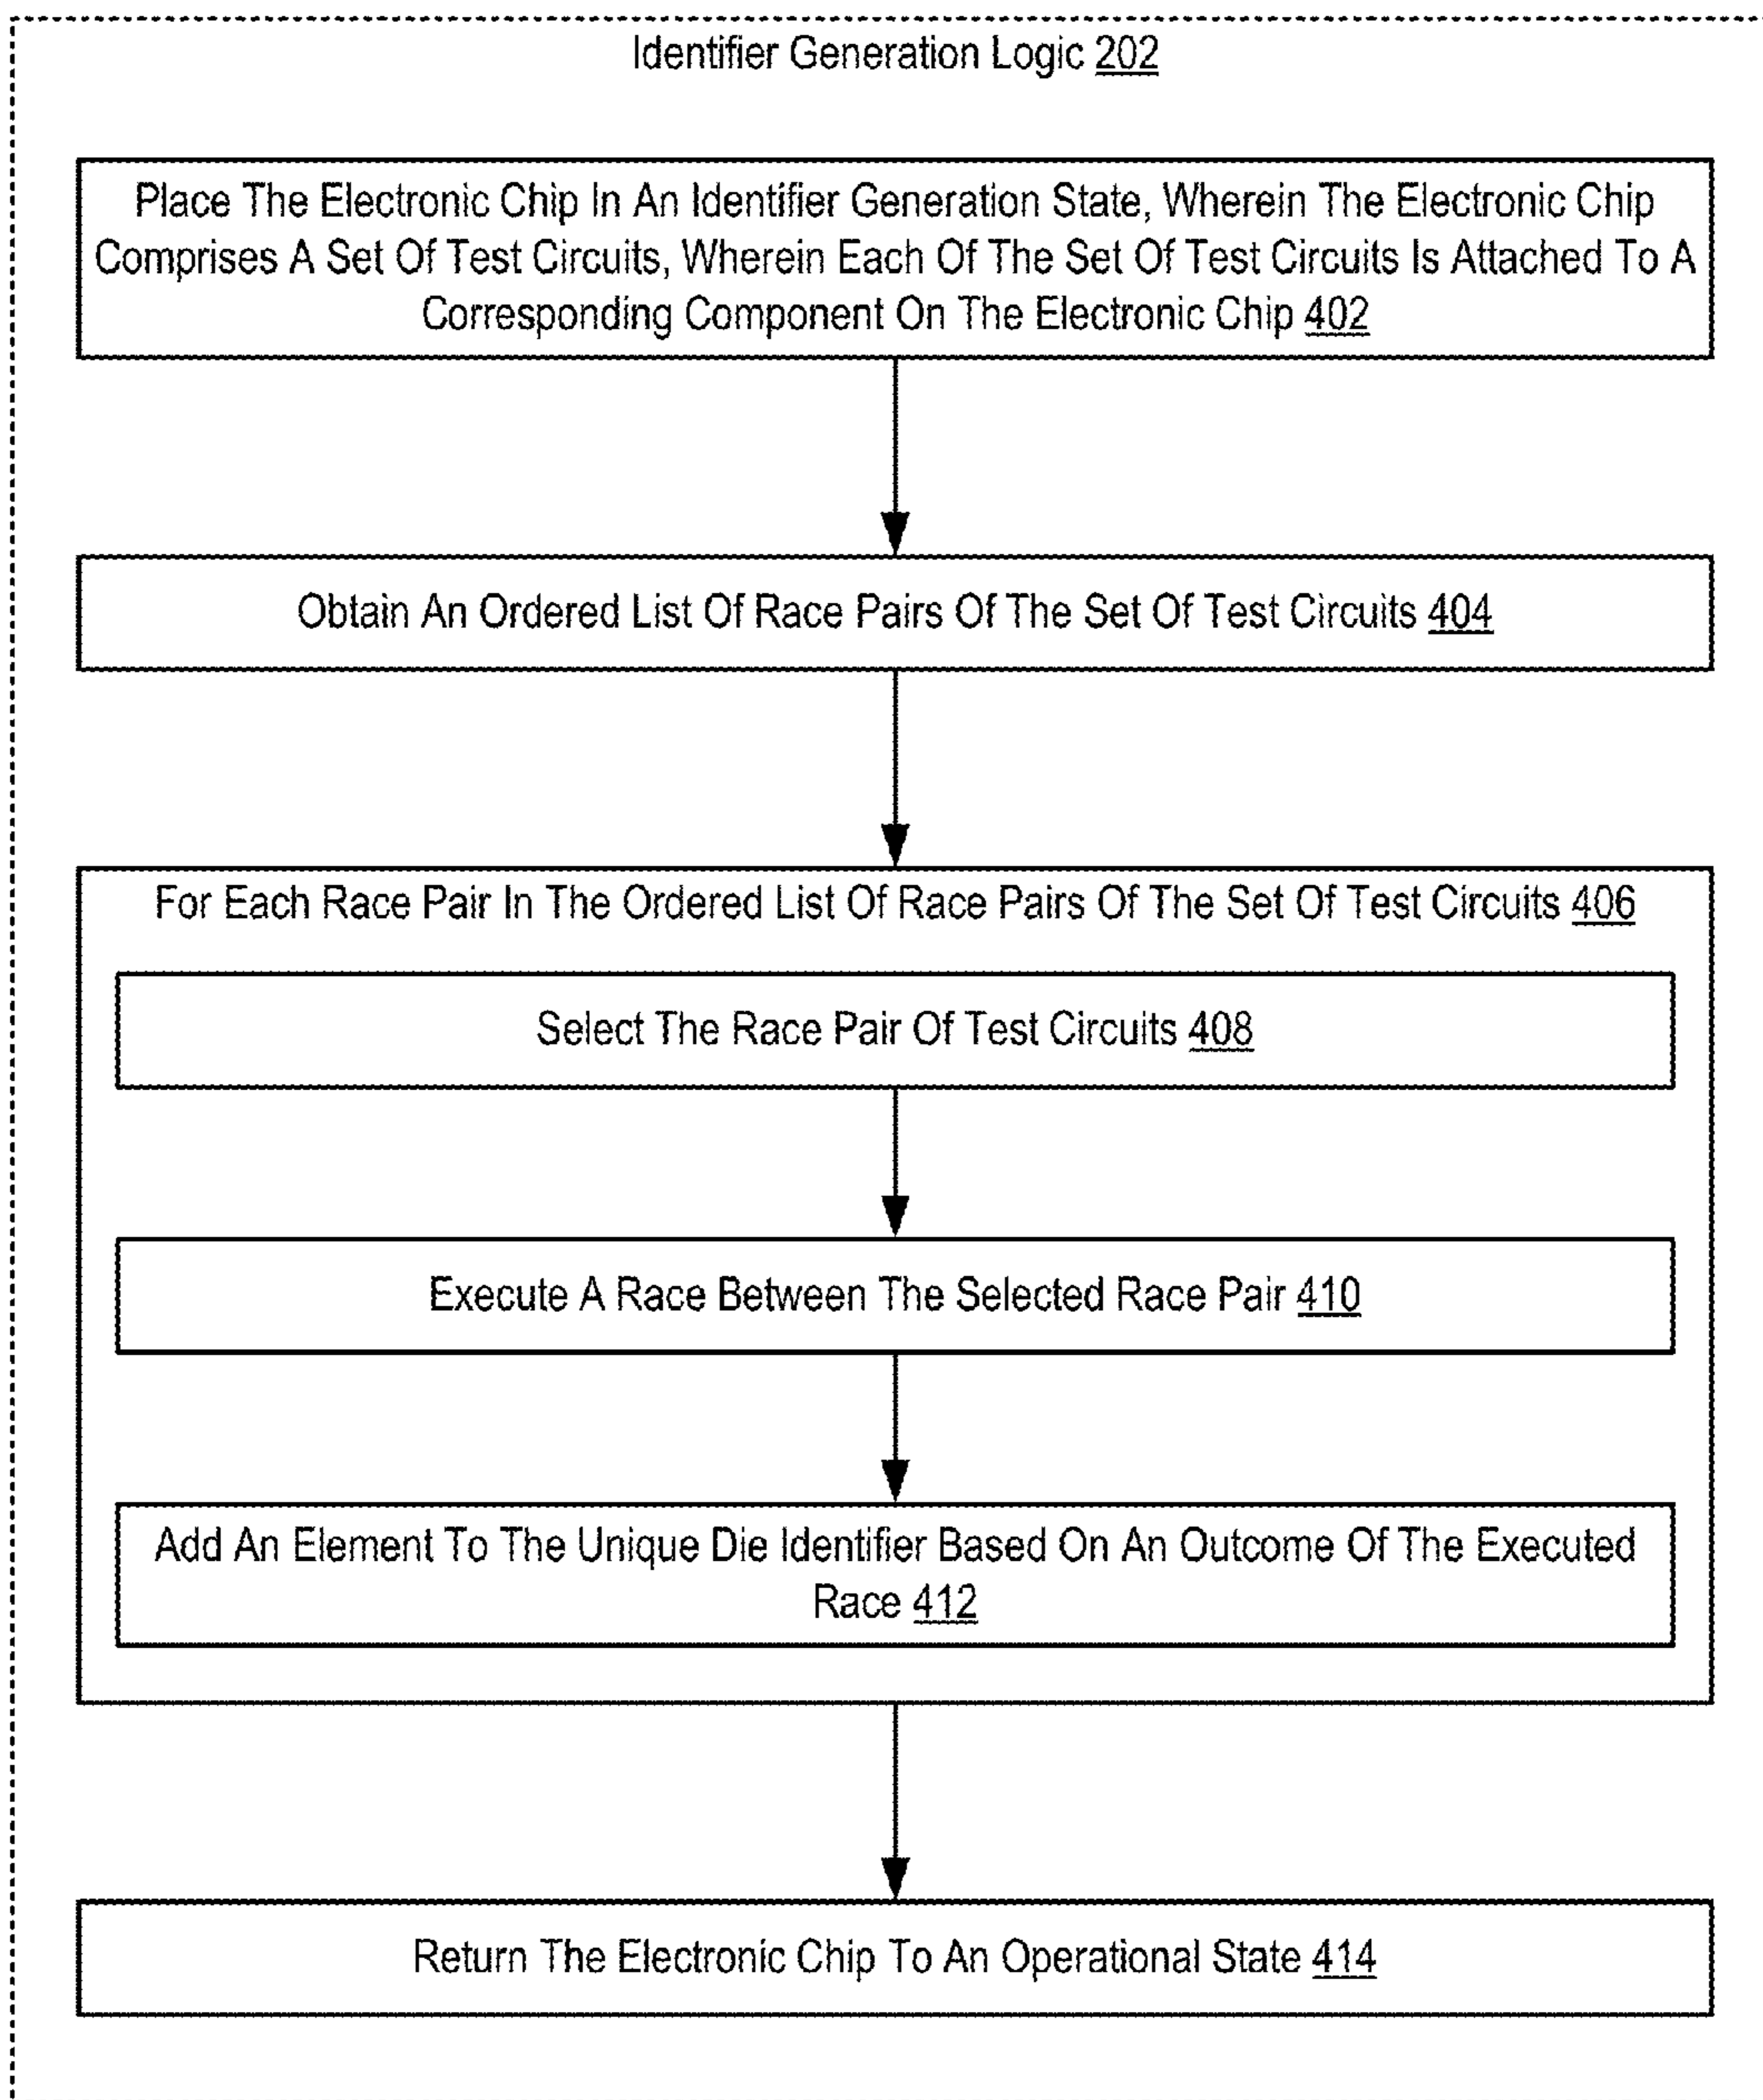 Identifier Generation Logic 202
Place The Electronic Chip In An Identifier Generation State, Wherein The Electronic Chip
Comprises A Set Of Test Circuits, Wherein Each Of The Set Of Test Circuits Is Attached To A
Corresponding Component On The Electronic Chip 402
Obtain An Ordered List Of Race Pairs Of The Set Of Test Circuits 404
For Each Race Pair In The Ordered List Of Race Pairs Of The Set Of Test Circuits 406
Select The Race Pair Of Test Circuits 408
Execute A Race Between The Selected Race Pair 410
Add An Element To The Unique Die Identifier Based On An Outcome Of The Executed
Race 412
Return The Electronic Chip To An Operational State 414